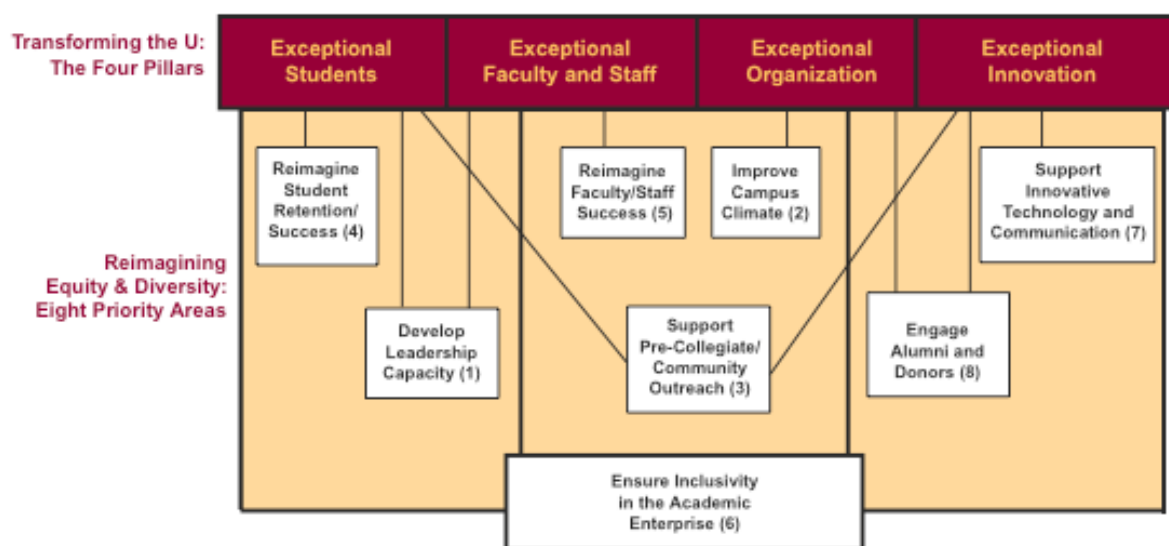 Transforming the U:
The Four Pillars
Exceptional
Students
Exceptional
Faculty and Staff
Exceptional
Organization
Exceptional
Innovation
Reimagining
Equity & Diversity:
Eight Priority Areas
Reimagine
Student
Retention/
Success (4)
Reimagine
Faculty/Staff
Success (5)
Improve
Campus
Climate (2)
Support
Innovative
Technology and
Communication (7)
Develop
Leadership
Capacity (1)
Support
Pre-Collegiate/
Community
Outreach (3)
Engage
Alumni and
Donors (8)
Ensure Inclusivity
in the Academic
Enterprise (6)